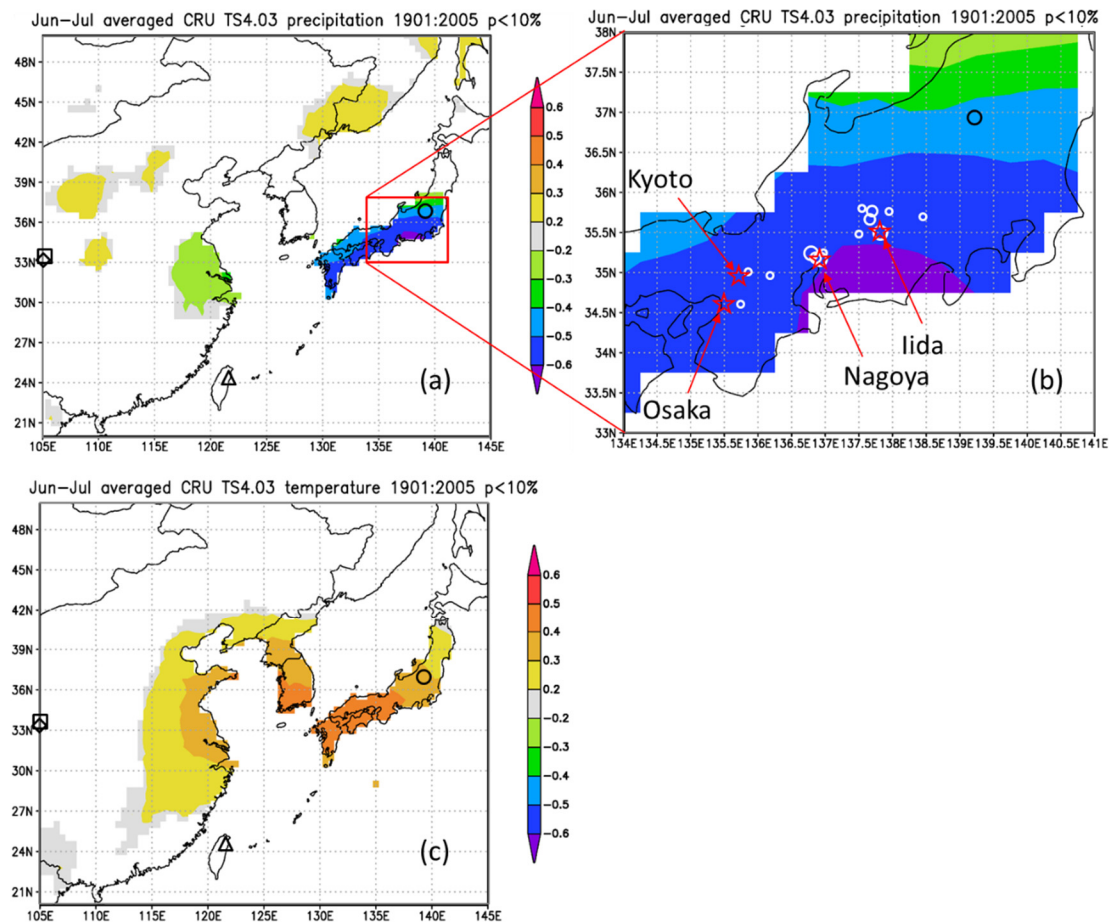 Jun-Jul averaged CRU TS4.03 precipitation 1901:2005 p<10%
48N
45N
42N
39N
36N
33N
30N
27N
24N
21N
105E 110E 115E 120E 125E 130E 135E 140E 145E
(a)
0.6
0.5
0.4
0.3
0.2
-0.2
-0.3
-0.4
-0.5
-0.6
Jun-Jul averaged CRU TS4.03 precipitation 1901:2005 p<10%
38N
37.5N
37N
36.5N
36N
35.5N
35N
34.5N
34N
33.5N
33N
134E 134.5E 135E 135.5E 136E 136.5E 137E 137.5E 138E 138.5E 139E 139.5E 140E 140.5E 141E
Kyoto
Iida
Nagoya
Osaka
(b)
Jun-Jul averaged CRU TS4.03 temperature 1901:2005 p<10%
48N
45N
42N
39N
36N
33N
30N
27N
24N
21N
105E 110E 115E 120E 125E 130E 135E 140E 145E
(c)
0.6
0.5
0.4
0.3
0.2
-0.2
-0.3
-0.4
-0.5
-0.6